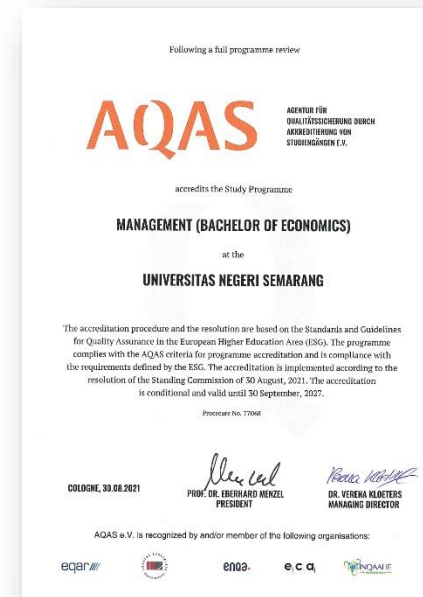 Following a full programme review
AQAS
AGENTUR FÜR
QUALITÄTSSICHERUNG DURCH
AKKREDITIERUNG VON
STUDIENGÄNGEN E.V.
accredits the Study Programme
MANAGEMENT (BACHELOR OF ECONOMICS)
at the
UNIVERSITAS NEGERI SEMARANG
The accreditation procedure and the resolution are based on the Standards and Guidelines
for Quality Assurance in the European Higher Education Area (ESG). The programme
complies with the AQAS criteria for programme accreditation and is compliance with
the requirements defined by the ESG. The accreditation is implemented according to the
resolution of the Standing Commission of 30 August, 2021. The accreditation
is conditional and valid until 30 September, 2027.
Procecure No. 77068
COLOGNE, 30.08.2021
PROF. DR. EBERHARD MENZEL
PRESIDENT
DR. VERENA KLOETERS
MANAGING DIRECTOR
AQAS e.V. is recognized by and/or member of the following organisations:
eqar
enqa.
e, c a,
INQAAHE